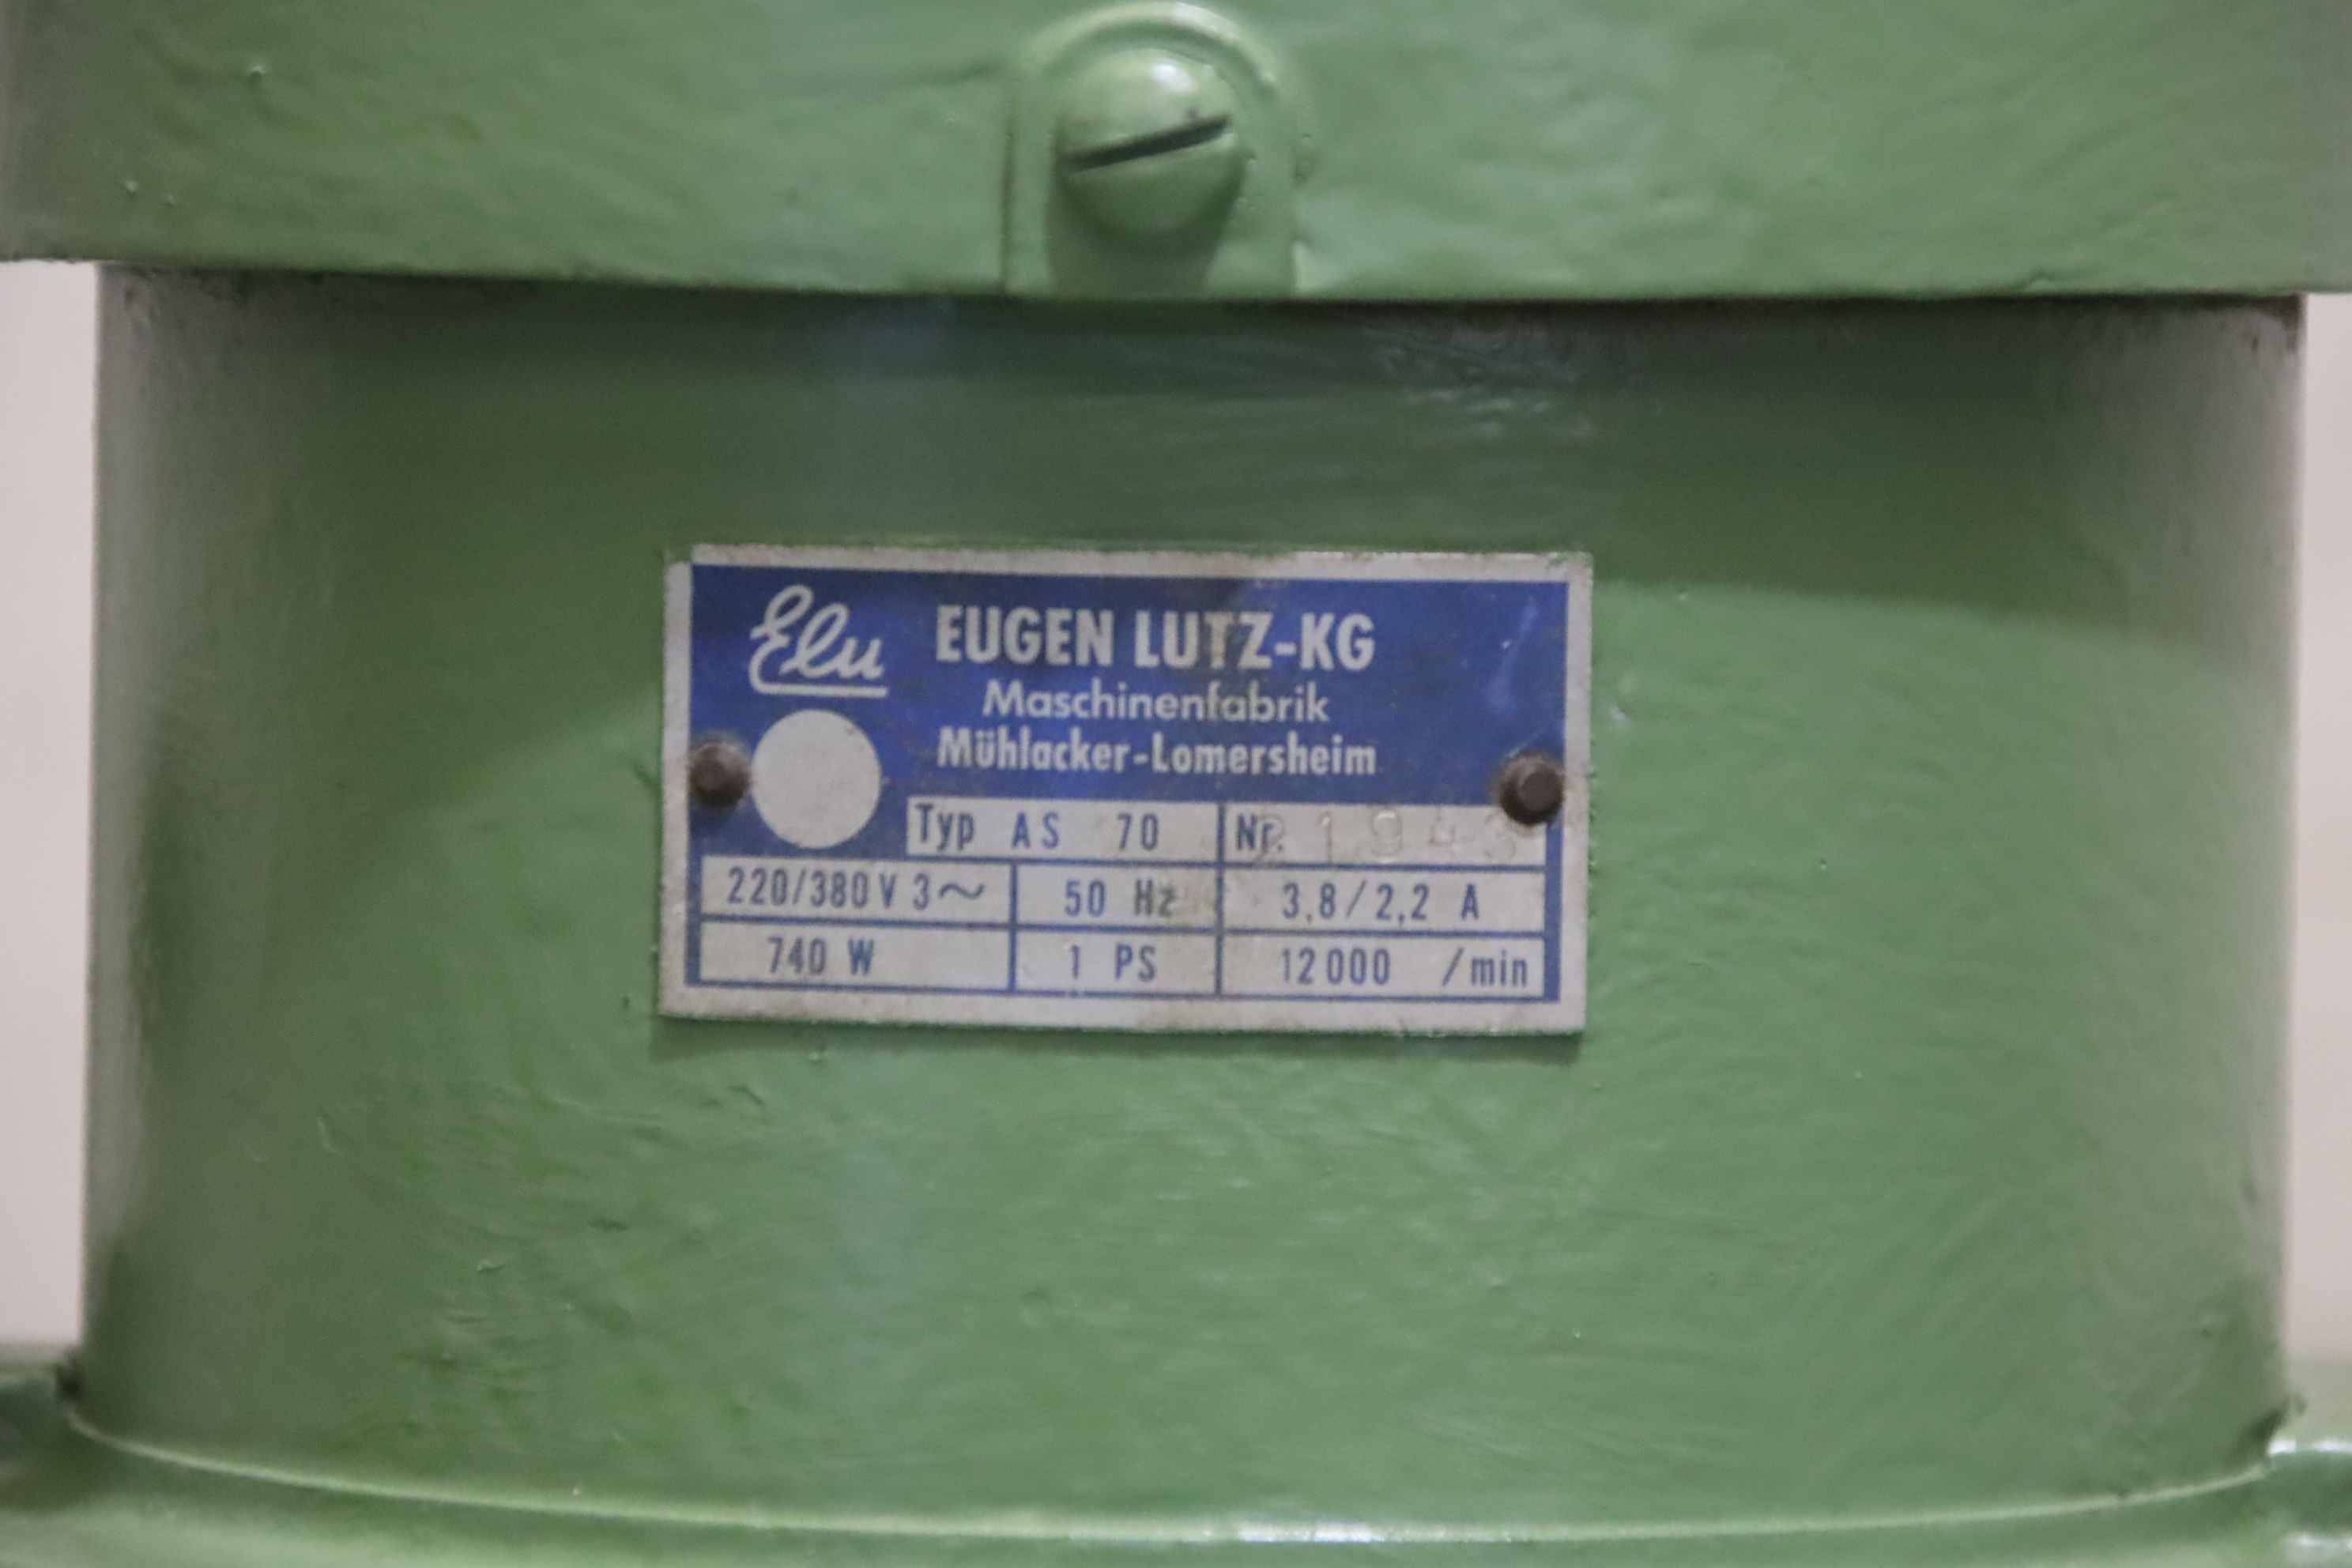 Elu
EUGEN LUTZ-KG
Maschinenfabrik
Mühlacker-Lomersheim
Typ AS 70 Nr. 21943
220/380 V 3~ 50 Hz 3,8/2,2 A
740 W 1 PS 12000 /min